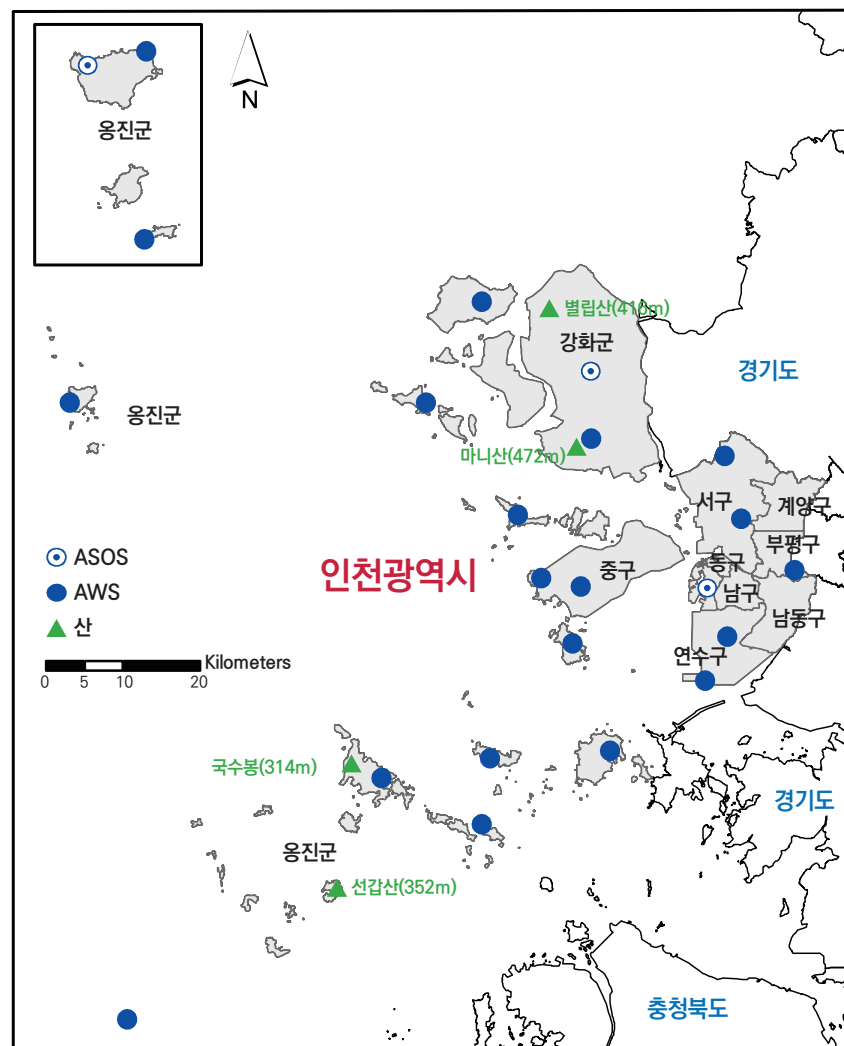 옹진군
N
별립산(416m)
강화군
경기도
옹진군
마니산(472m)
서구
계양구
부평구
인천광역시
중구
동구
남구
남동구
연수구
ASOS
AWS
산
Kilometers
0 5 10 20
국수봉(314m)
경기도
옹진군
선갑산(352m)
충청북도